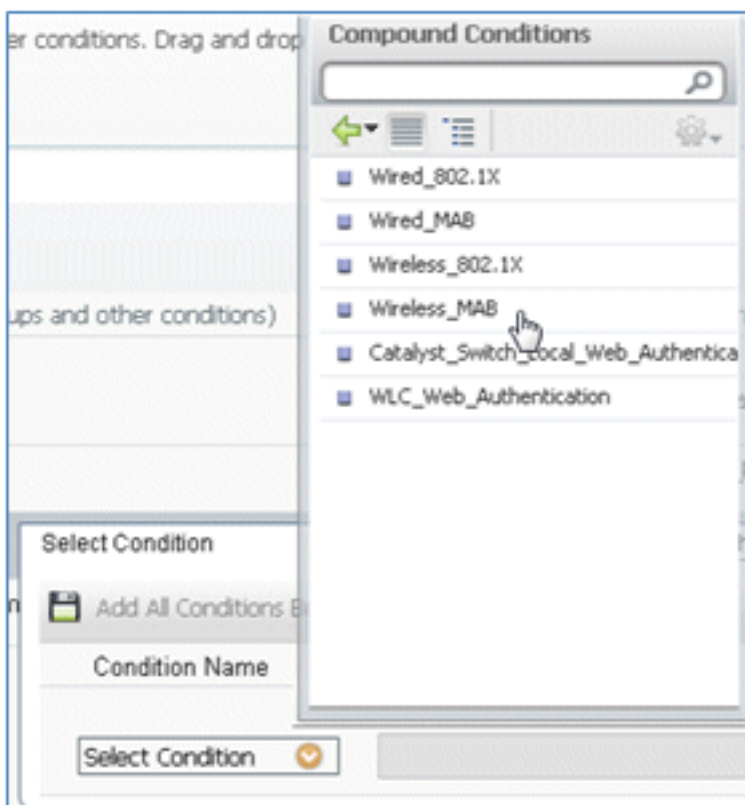 er conditions. Drag and drop
Compound Conditions
Wired_802.1X
Wired_MAB
Wireless_802.1X
Wireless_MAB
ups and other conditions)
Catalyst_Switch_Local_Web_Authentica
WLC_Web_Authentication
Select Condition
Add All Conditions
Condition Name
Select Condition